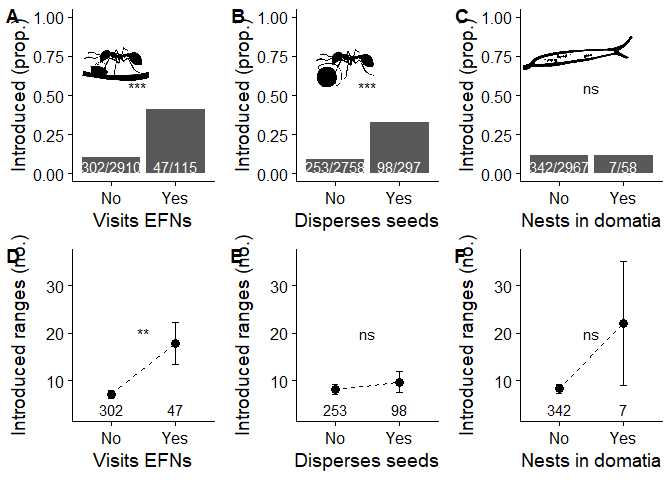 A
Introduced (prop.)
1.00
0.75
0.50
0.25
0.00
***
302/2910
47/115
No
Yes
Visits EFNs
B
Introduced (prop.)
1.00
0.75
0.50
0.25
0.00
***
253/2758
98/297
No
Yes
Disperses seeds
C
Introduced (prop.)
1.00
0.75
0.50
0.25
0.00
ns
342/2967
7/58
No
Yes
Nests in domatia
D
Introduced ranges (no.)
30
20
10
**
302
47
No
Yes
Visits EFNs
E
Introduced ranges (no.)
30
20
10
ns
253
98
No
Yes
Disperses seeds
F
Introduced ranges (no.)
30
20
10
ns
342
7
No
Yes
Nests in domatia